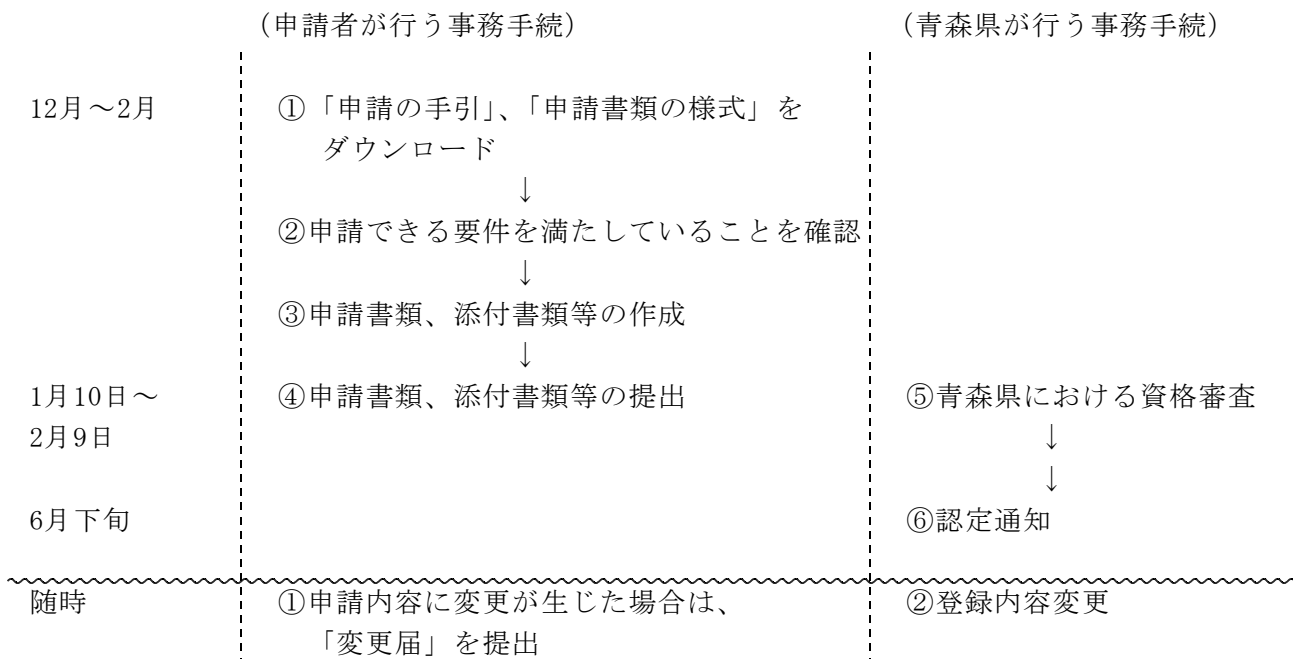 (申請者が行う事務手続) (青森県が行う事務手続)
12月～2月 ①「申請の手引」、「申請書類の様式」を
ダウンロード
↓
②申請できる要件を満たしていることを確認
↓
③申請書類、添付書類等の作成
↓
1月10日～ ④申請書類、添付書類等の提出 ⑤青森県における資格審査
2月9日 ↓
↓
6月下旬 ⑥認定通知
随時 ①申請内容に変更が生じた場合は、 ②登録内容変更
「変更届」を提出